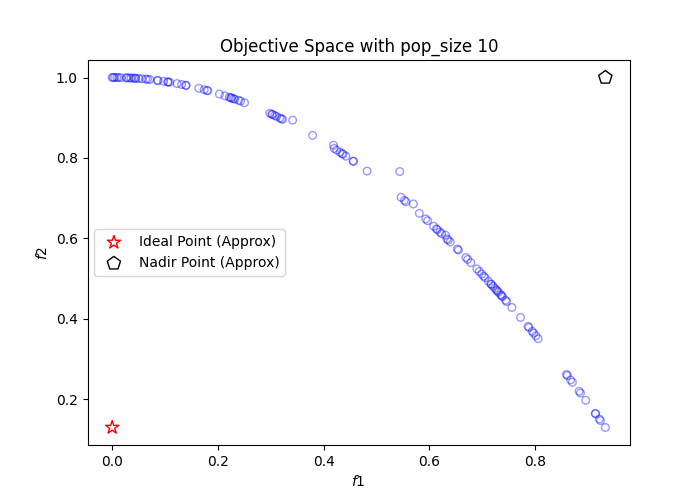 Objective Space with pop_size 10
1.0
0.8
0.6
0.4
0.2
f2
Ideal Point (Approx)
Nadir Point (Approx)
0.0
0.2
0.4
0.6
0.8
f1